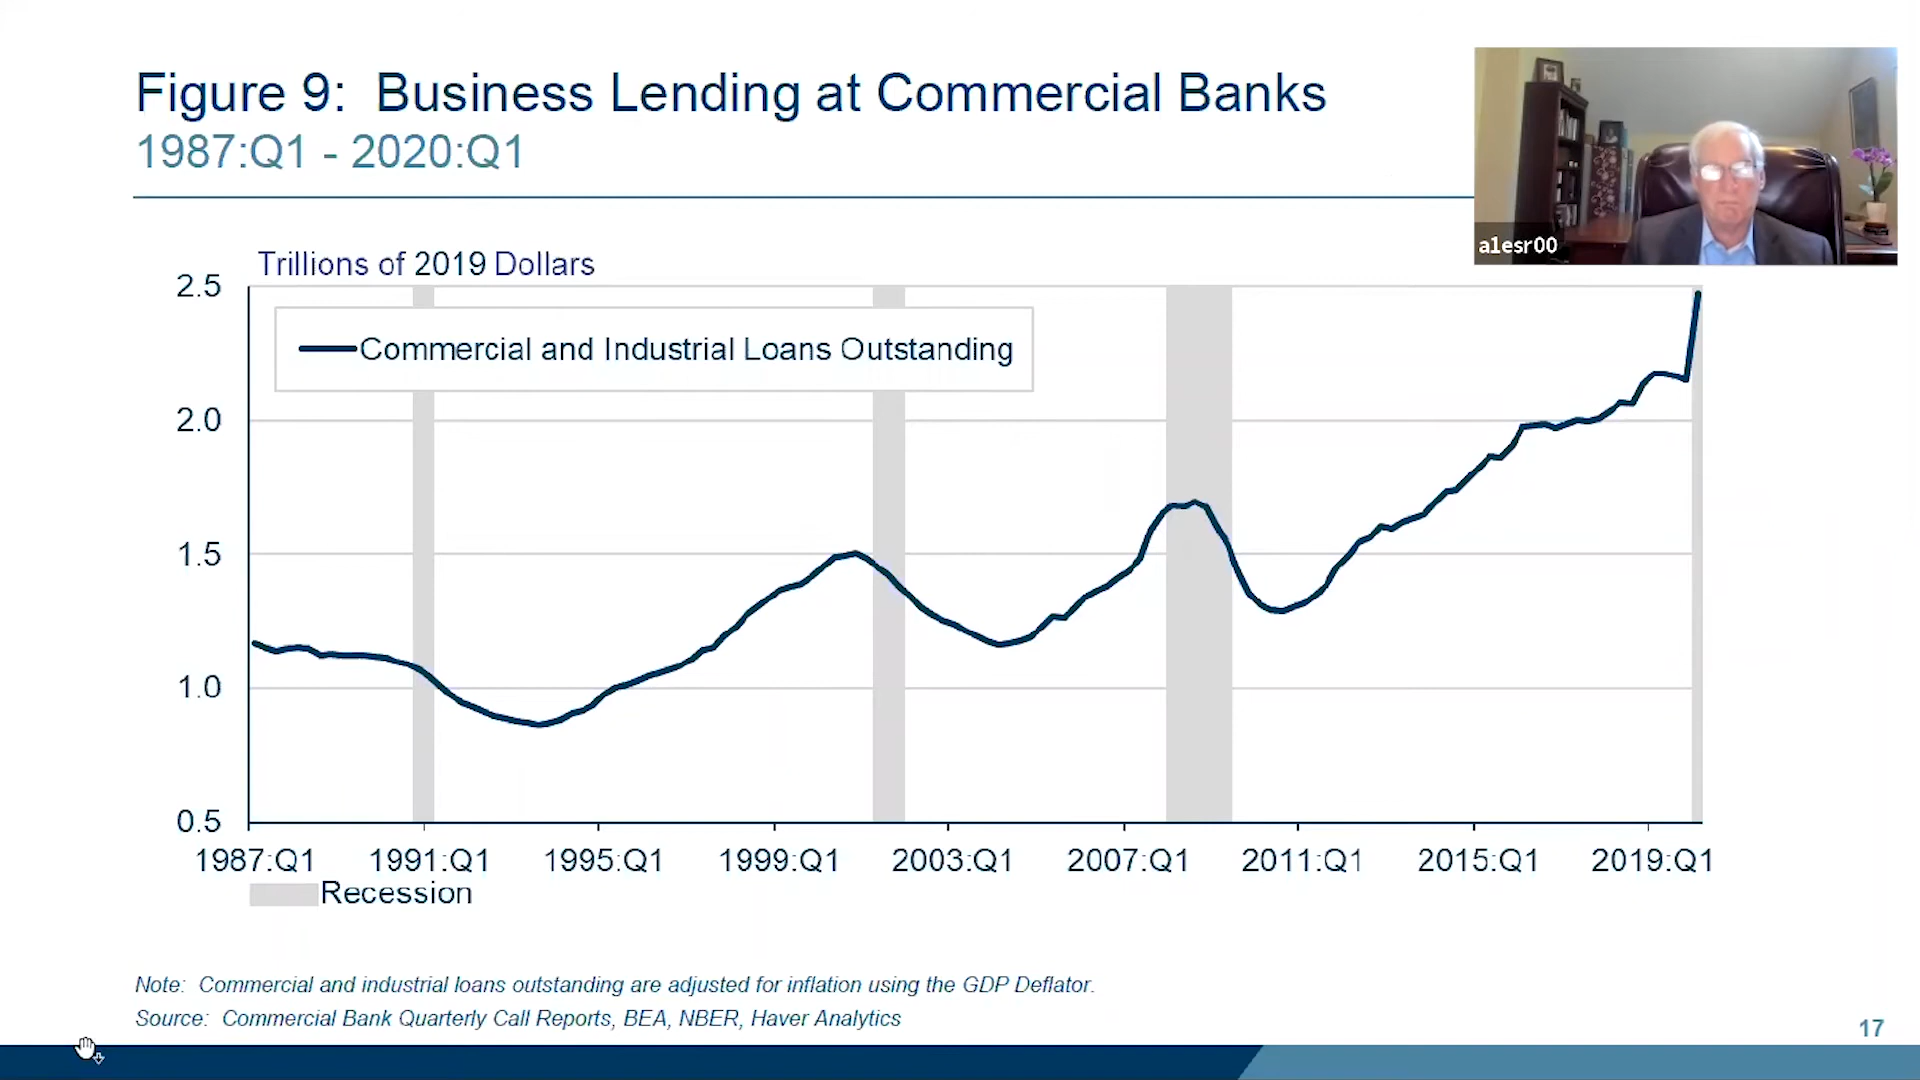 Figure 9: Business Lending at Commercial Banks
1987:Q1 - 2020:Q1
alesr00
Trillions of 2019 Dollars
2.5
Commercial and Industrial Loans Outstanding
2.0
1.5
1.0
0.5
1987:Q1 1991:Q1 1995:Q1 1999:Q1 2003:Q1 2007:Q1 2011:Q1 2015:Q1 2019:Q1
Recession
Note: Commercial and industrial loans outstanding are adjusted for inflation using the GDP Deflator.
Source: Commercial Bank Quarterly Call Reports, BEA, NBER, Haver Analytics
17